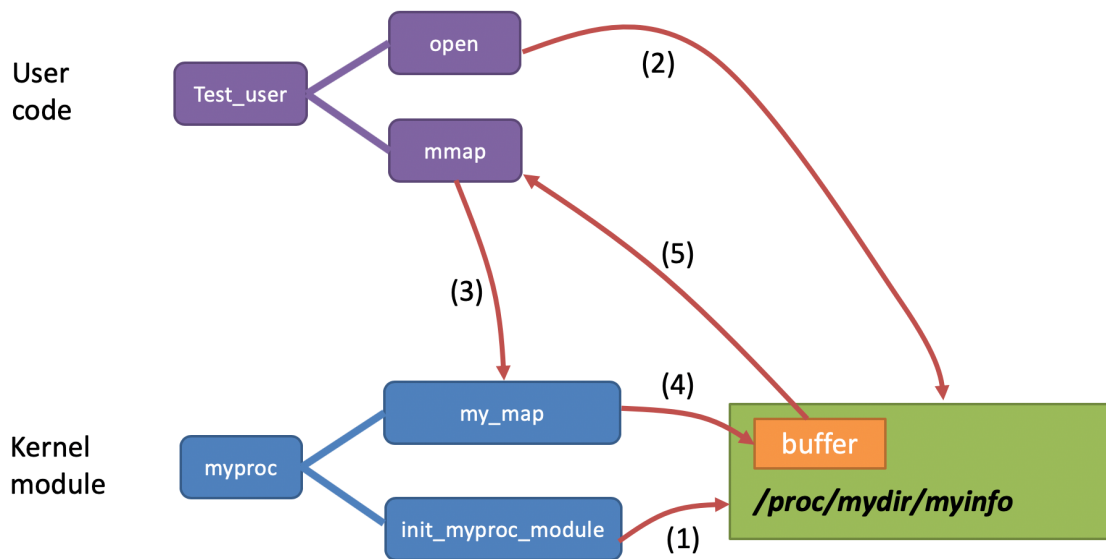 open
(2)
User
code
Test_user
mmap
(5)
(3)
my_map
(4)
buffer
Kernel
module
myproc
/proc/mydir/myinfo
init_myproc_module
(1)